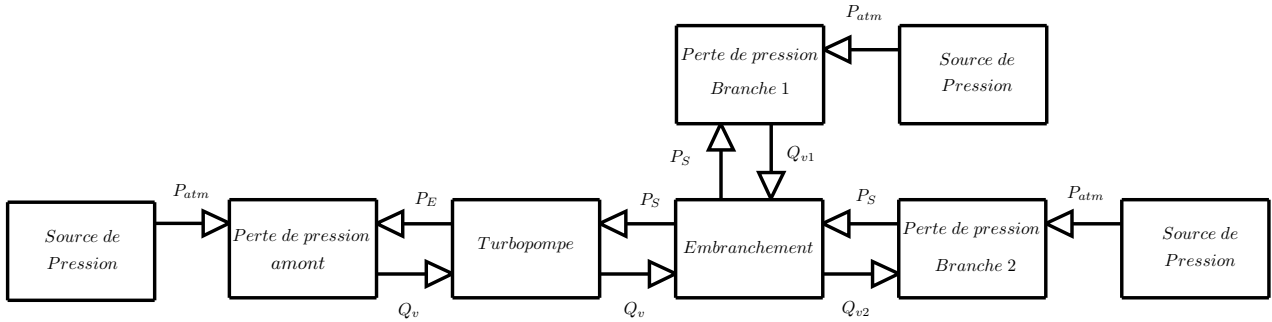 P_atm
Perte de pression
Branche 1
Source de
Pression
P_S
Q_v1
P_atm
P_E
P_S
P_S
P_atm
Source de
Pression
Perte de pression
amont
Turbopompe
Embranchement
Perte de pression
Branche 2
Source de
Pression
Q_v
Q_v
Q_v2